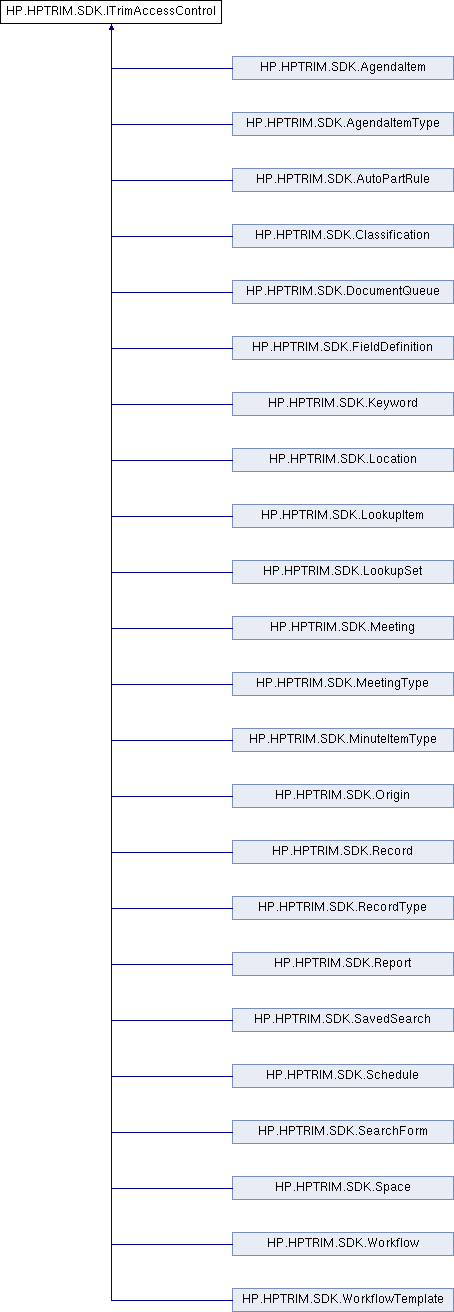 HP.HPTRIM.SDK.ITrimAccessControl
HP.HPTRIM.SDK.AgendaItem
HP.HPTRIM.SDK.AgendaItemType
HP.HPTRIM.SDK.AutoPartRule
HP.HPTRIM.SDK.Classification
HP.HPTRIM.SDK.DocumentQueue
HP.HPTRIM.SDK.FieldDefinition
HP.HPTRIM.SDK.Keyword
HP.HPTRIM.SDK.Location
HP.HPTRIM.SDK.LookupItem
HP.HPTRIM.SDK.LookupSet
HP.HPTRIM.SDK.Meeting
HP.HPTRIM.SDK.MeetingType
HP.HPTRIM.SDK.MinuteItemType
HP.HPTRIM.SDK.Origin
HP.HPTRIM.SDK.Record
HP.HPTRIM.SDK.RecordType
HP.HPTRIM.SDK.Report
HP.HPTRIM.SDK.SavedSearch
HP.HPTRIM.SDK.Schedule
HP.HPTRIM.SDK.SearchForm
HP.HPTRIM.SDK.Space
HP.HPTRIM.SDK.Workflow
HP.HPTRIM.SDK.WorkflowTemplate